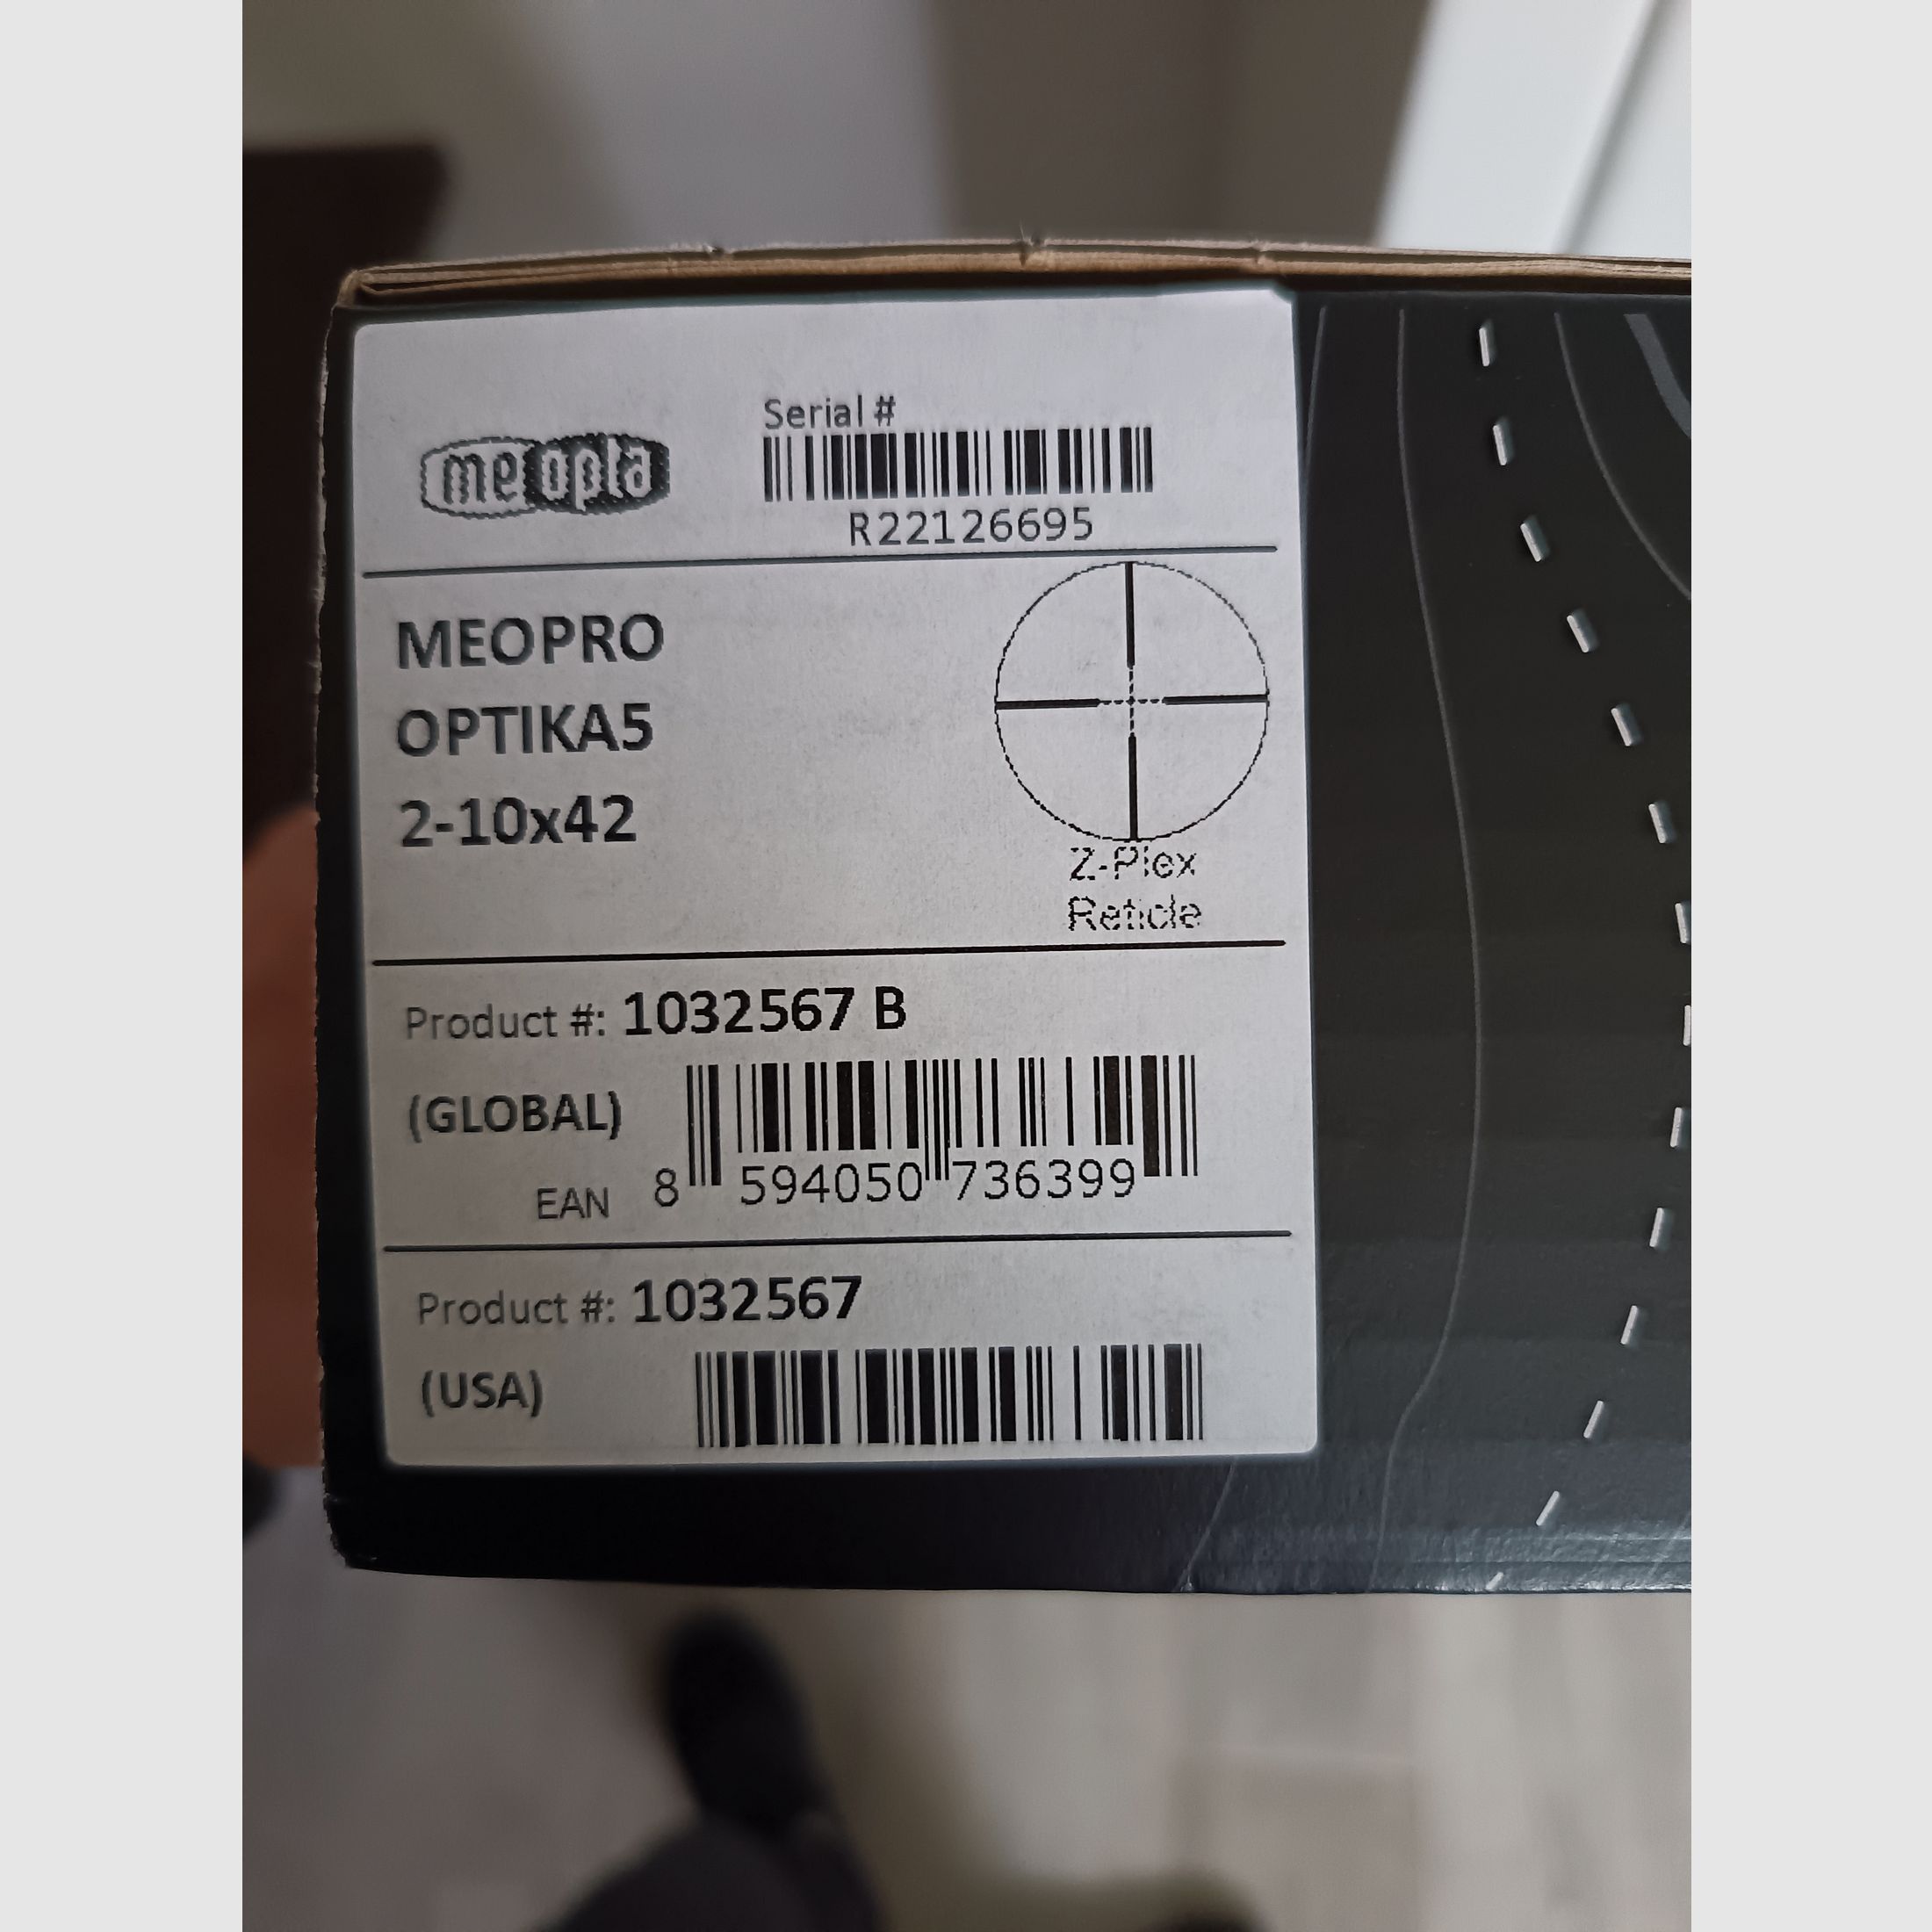 meopta
Serial #
R22126695
MEOPRO
OPTIKA5
2-10x42
Z-Plex
Reticle
Product #: 1032567 B
(GLOBAL)
EAN 8 594050 736399
Product #: 1032567
(USA)